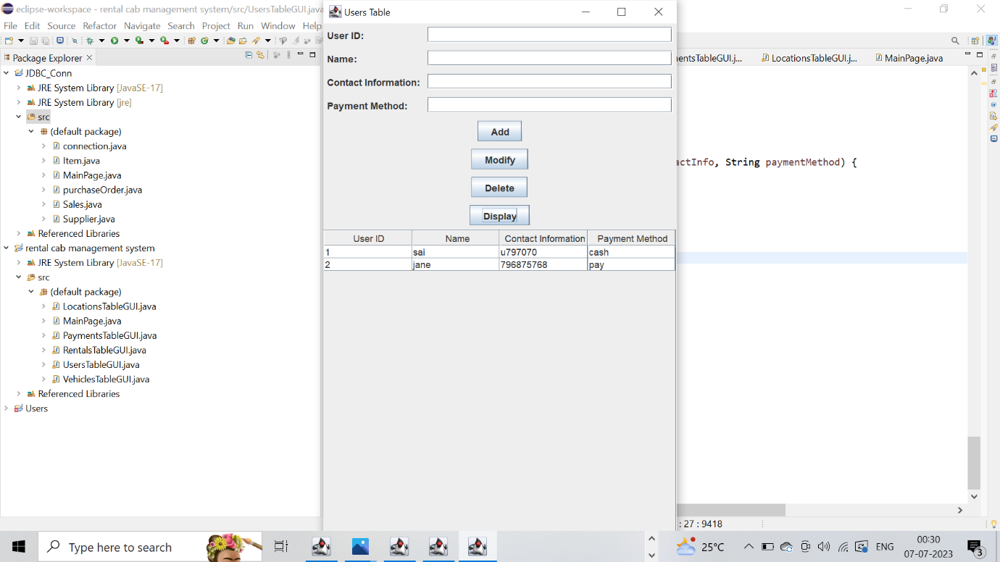 eclipse-workspace - rental cab management system/src/UsersTableGUI.java
File Edit Source Refactor Navigate Search Project Run Window Help
Package Explorer
JDBC_Conn
JRE System Library [JavaSE-17]
JRE System Library [jre]
src
(default package)
connection.java
Item.java
MainPage.java
purchaseOrder.java
Sales.java
Supplier.java
Referenced Libraries
rental cab management system
JRE System Library [JavaSE-17]
src
(default package)
LocationsTableGUI.java
MainPage.java
PaymentsTableGUI.java
RentalsTableGUI.java
UsersTableGUI.java
VehiclesTableGUI.java
Referenced Libraries
Users
Users Table
User ID:
Name:
Contact Information:
Payment Method:
Add
Modify
Delete
Display
User ID Name Contact Information Payment Method
1 sai u797070 cash
2 jane 796875768 pay
entsTableGUI.j... LocationsTableGUI.j... MainPage.java
actInfo, String paymentMethod) {
: 27 : 9418
Type here to search
25°C
ENG
00:30
07-07-2023
3